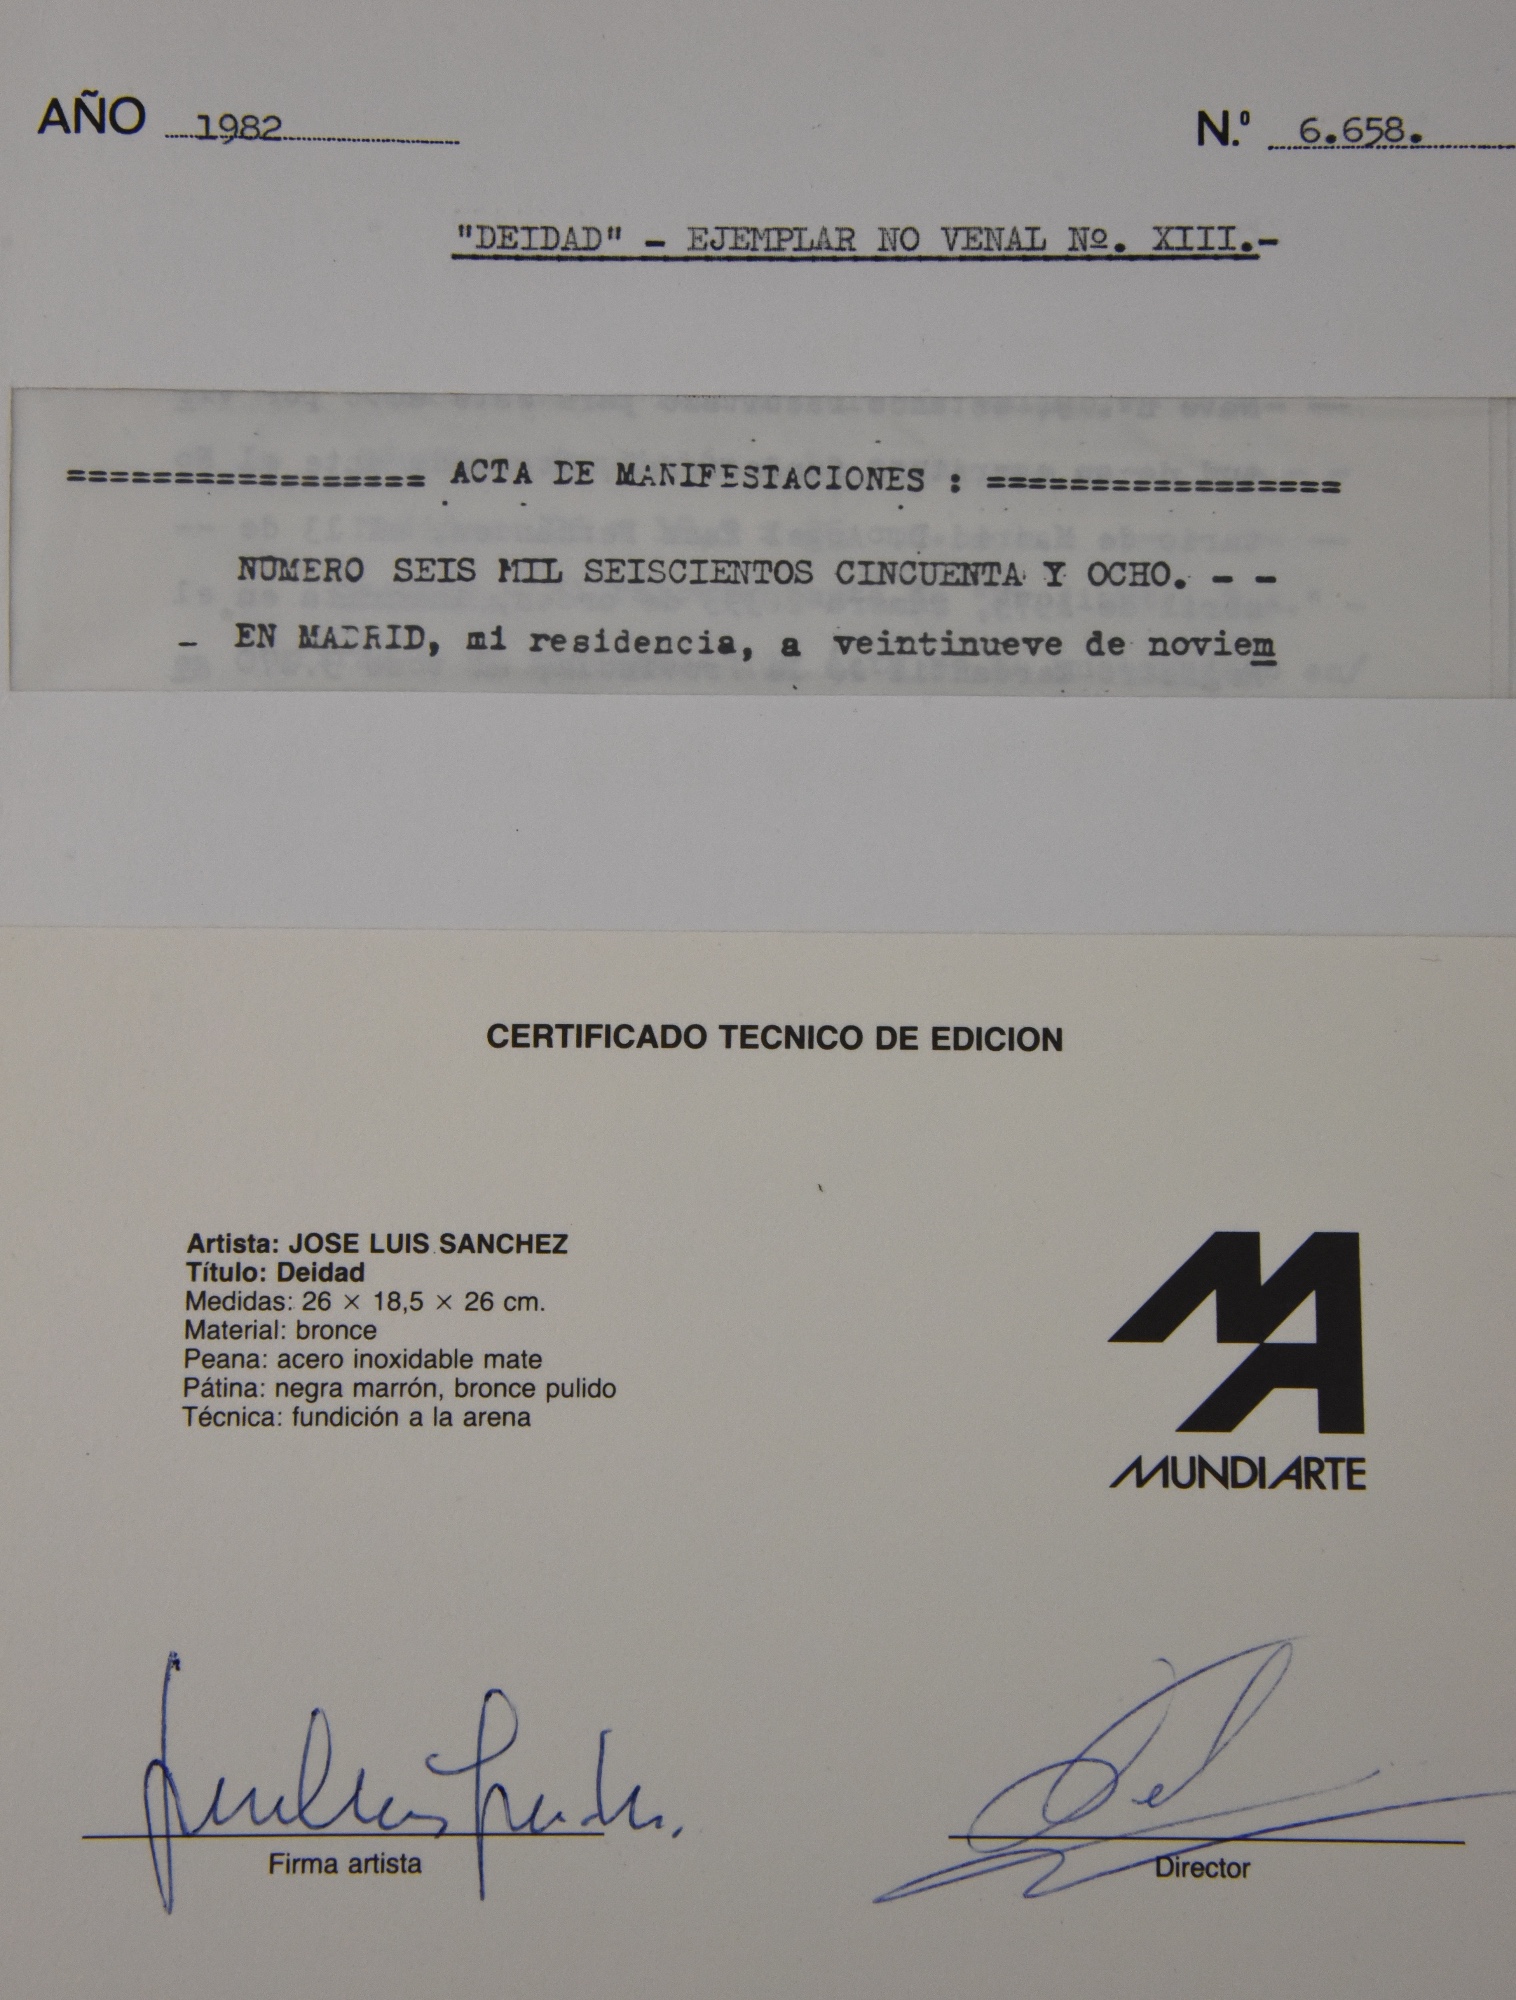 AÑO 1982
N.º 6.658.
"DEIDAD" - EJEMPLAR NO VENAL Nº. XIII.-
================= ACTA DE MANIFESTACIONES : =================
NUMERO SEIS MIL SEISCIENTOS CINCUENTA Y OCHO. - -
_ EN MADRID, mi residencia, a veintinueve de noviem
CERTIFICADO TECNICO DE EDICION
Artista: JOSE LUIS SANCHEZ
Título: Deidad
Medidas: 26 × 18,5 × 26 cm.
Material: bronce
Peana: acero inoxidable mate
Pátina: negra marrón, bronce pulido
Técnica: fundición a la arena
MA
MUNDIARTE
Firma artista
Director